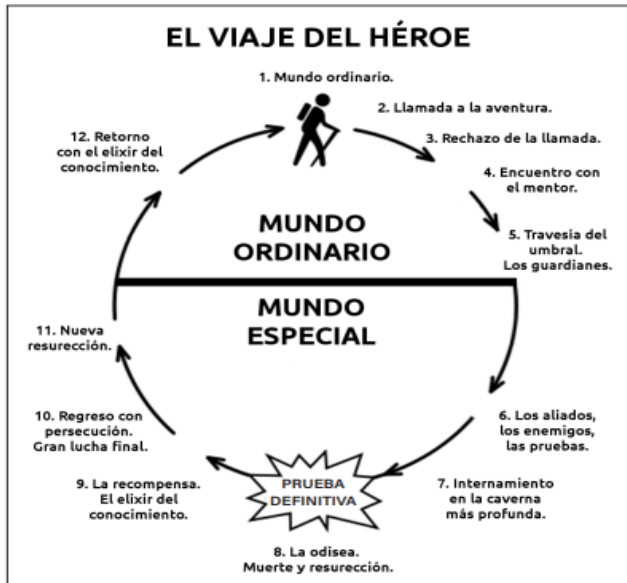 EL VIAJE DEL HÉROE
1. Mundo ordinario.
2. Llamada a la aventura.
3. Rechazo de la llamada.
4. Encuentro con
el mentor.
5. Travesia del
umbral.
Los guardianes.
6. Los aliados,
los enemigos,
las pruebas.
7. Internamiento
en la caverna
más profunda.
8. La odisea.
Muerte y resurección.
9. La recompensa.
El elixir del
conocimiento.
10. Regreso con
persecución.
Gran lucha final.
11. Nueva
resurección.
12. Retorno
con el elixir del
conocimiento.
MUNDO
ORDINARIO
MUNDO
ESPECIAL
PRUEBA
DEFINITIVA